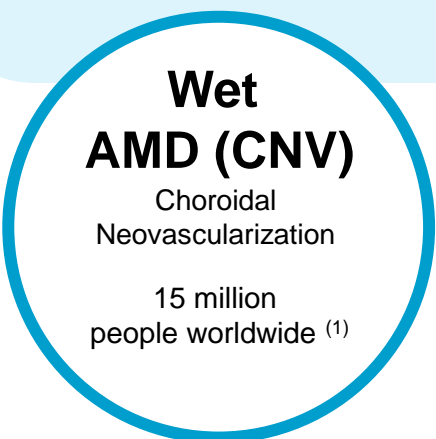 Wet
AMD (CNV)
Choroidal
Neovascularization
15 million
people worldwide (1)